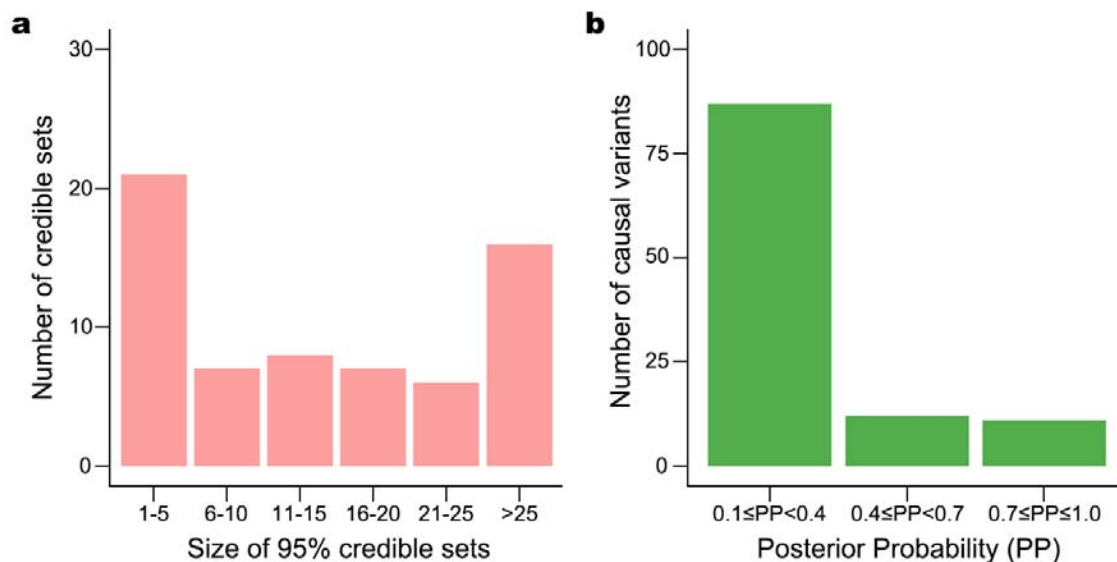 a
30
20
10
0
Number of credible sets
1-5 6-10 11-15 16-20 21-25 >25
Size of 95% credible sets
b
100
75
50
25
0
Number of causal variants
0.1≤PP<0.4 0.4≤PP<0.7 0.7≤PP≤1.0
Posterior Probability (PP)